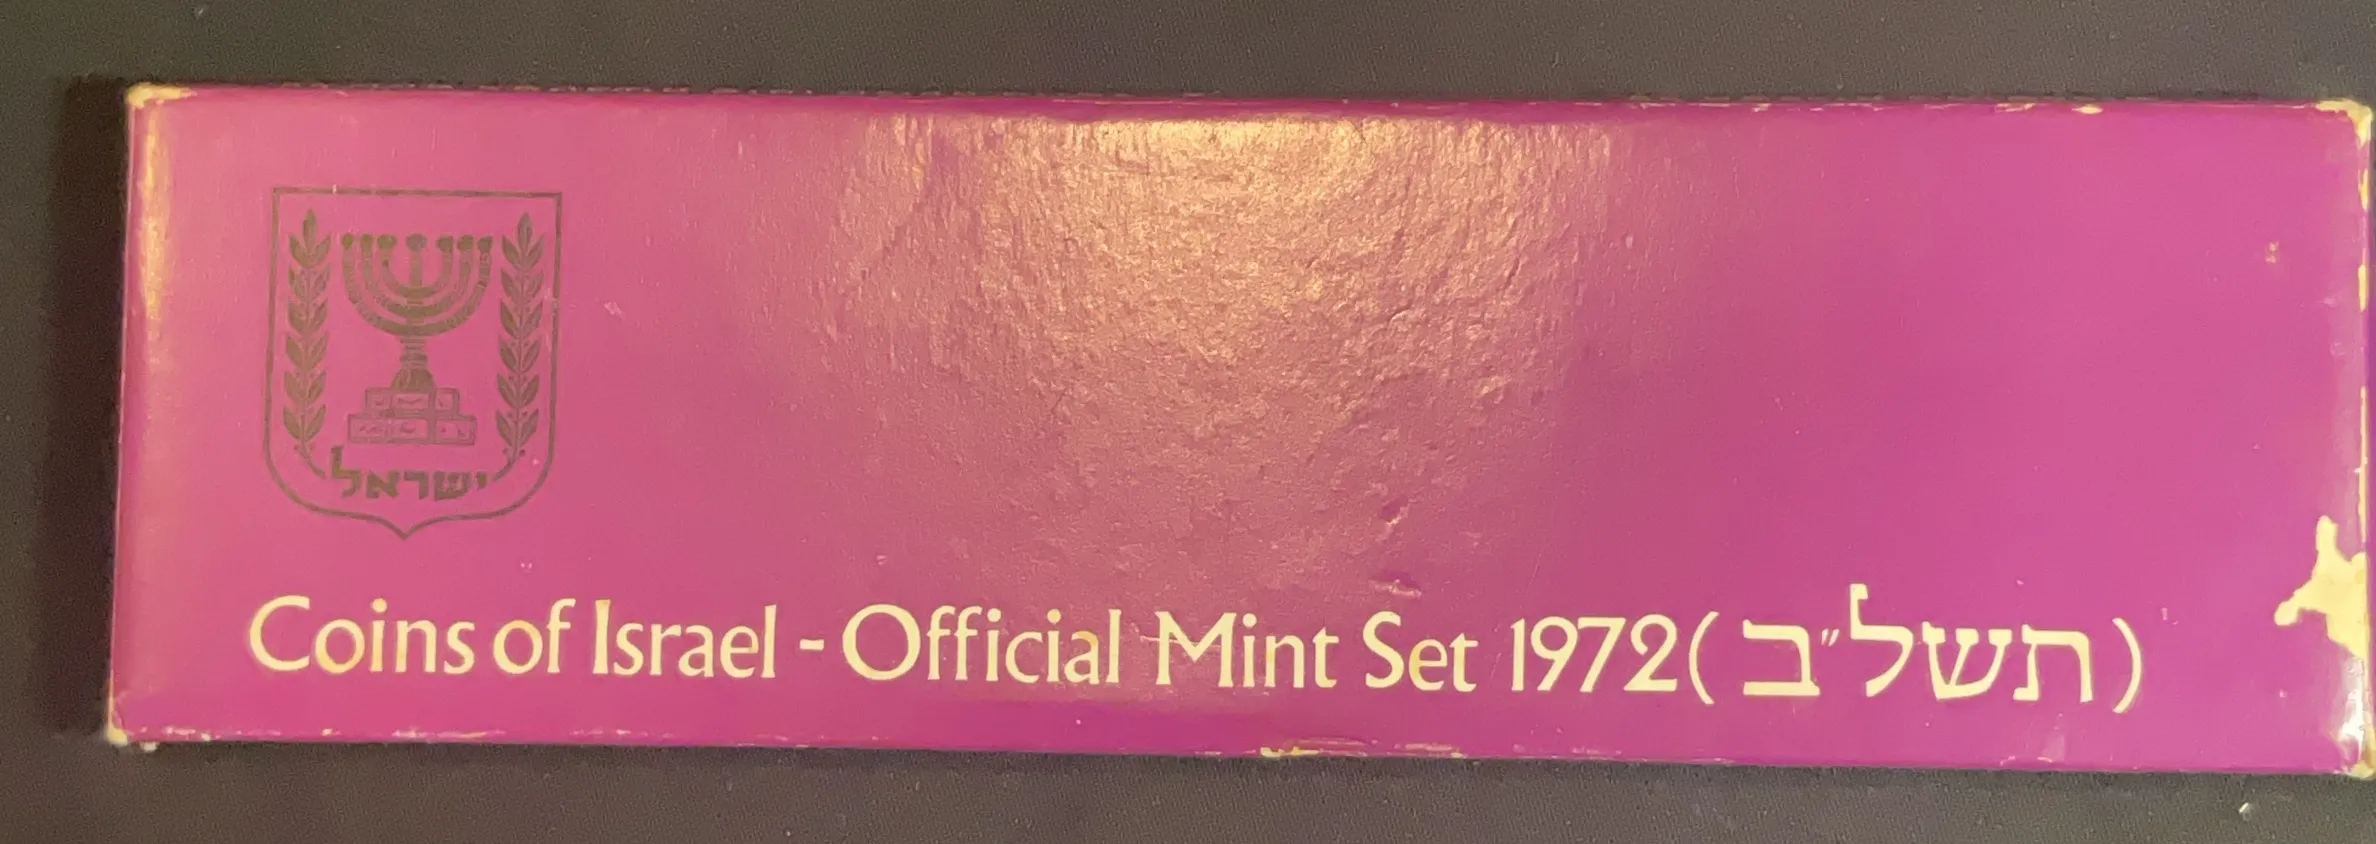 ישראל
Coins of Israel - Official Mint Set 1972 (תשל״ב)